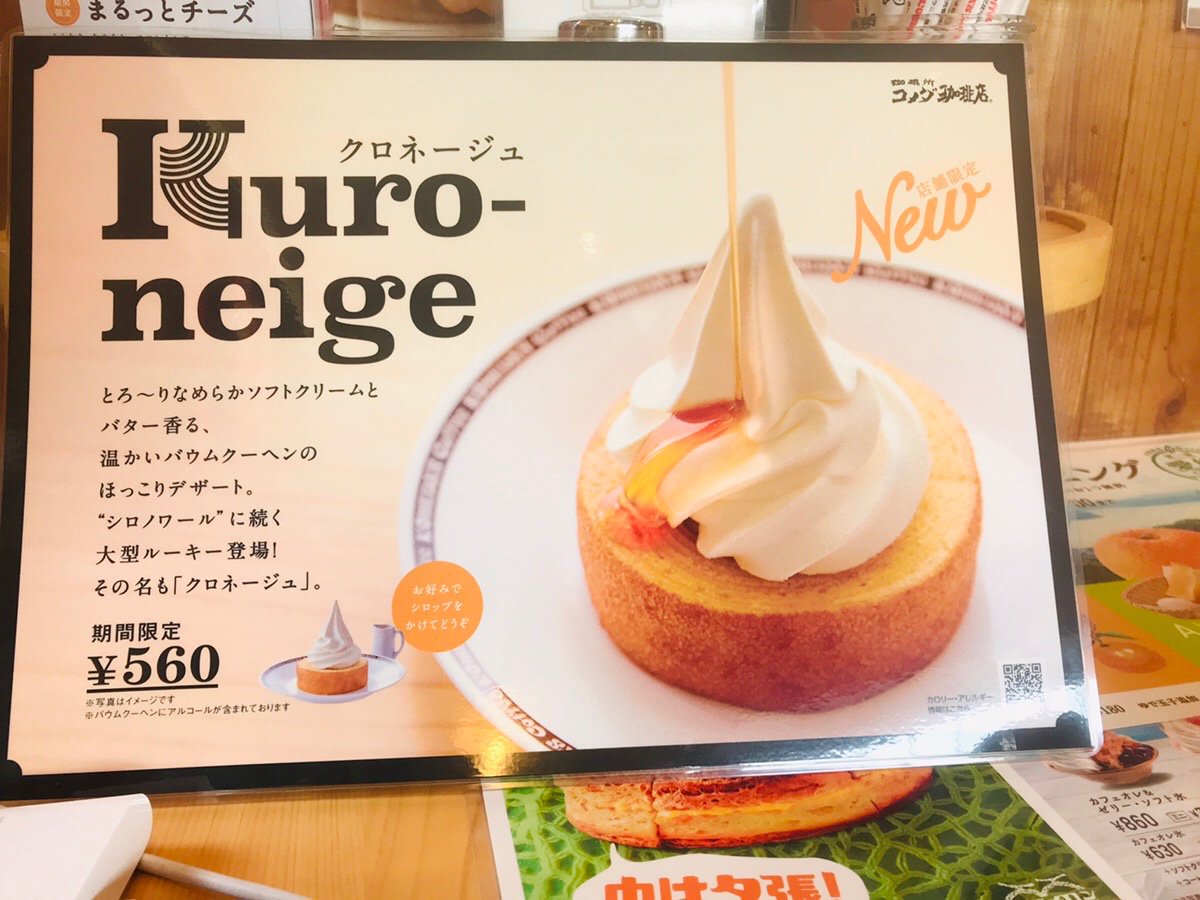 まるっとチーズ
珈琲所
コメダ珈琲店®
Kuro-
クロネージュ
neige
店舗限定
New
とろ〜りなめらかソフトクリームと
バター香る、
温かいバウムクーヘンの
ほっこりデザート。
“シロノワール”に続く
大型ルーキー登場!
その名も「クロネージュ」。
期間限定
¥560
※写真はイメージです
※バウムクーヘンにアルコールが含まれております
お好みで
シロップを
かけてどうぞ
カロリー・アレルギー
情報はこちら
カフェオレ&
ゼリー・ソフト氷
¥860
カフェオレ氷
¥630
中は夕張!